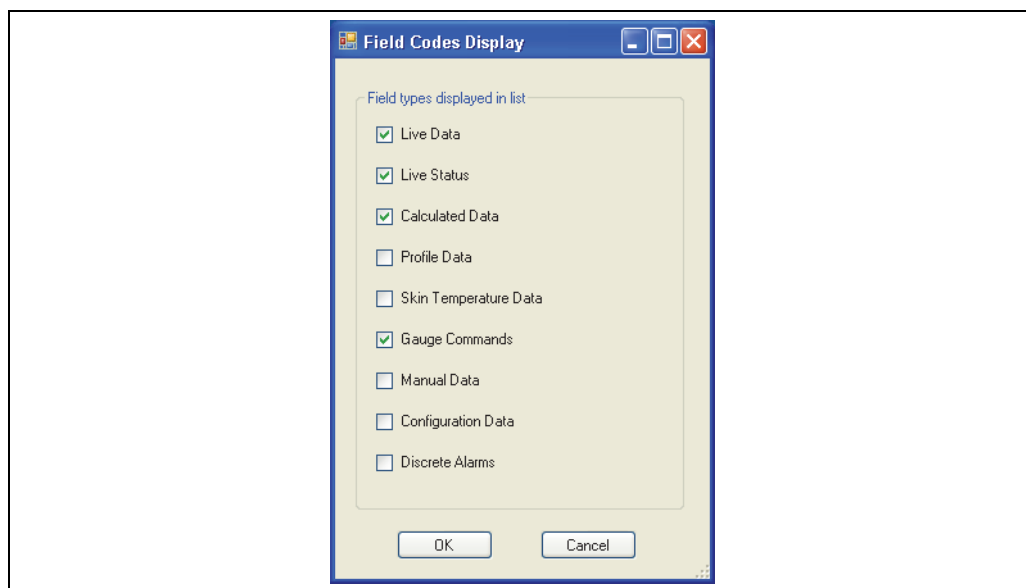 Field Codes Display
Field types displayed in list
Live Data
Live Status
Calculated Data
Profile Data
Skin Temperature Data
Gauge Commands
Manual Data
Configuration Data
Discrete Alarms
OK Cancel